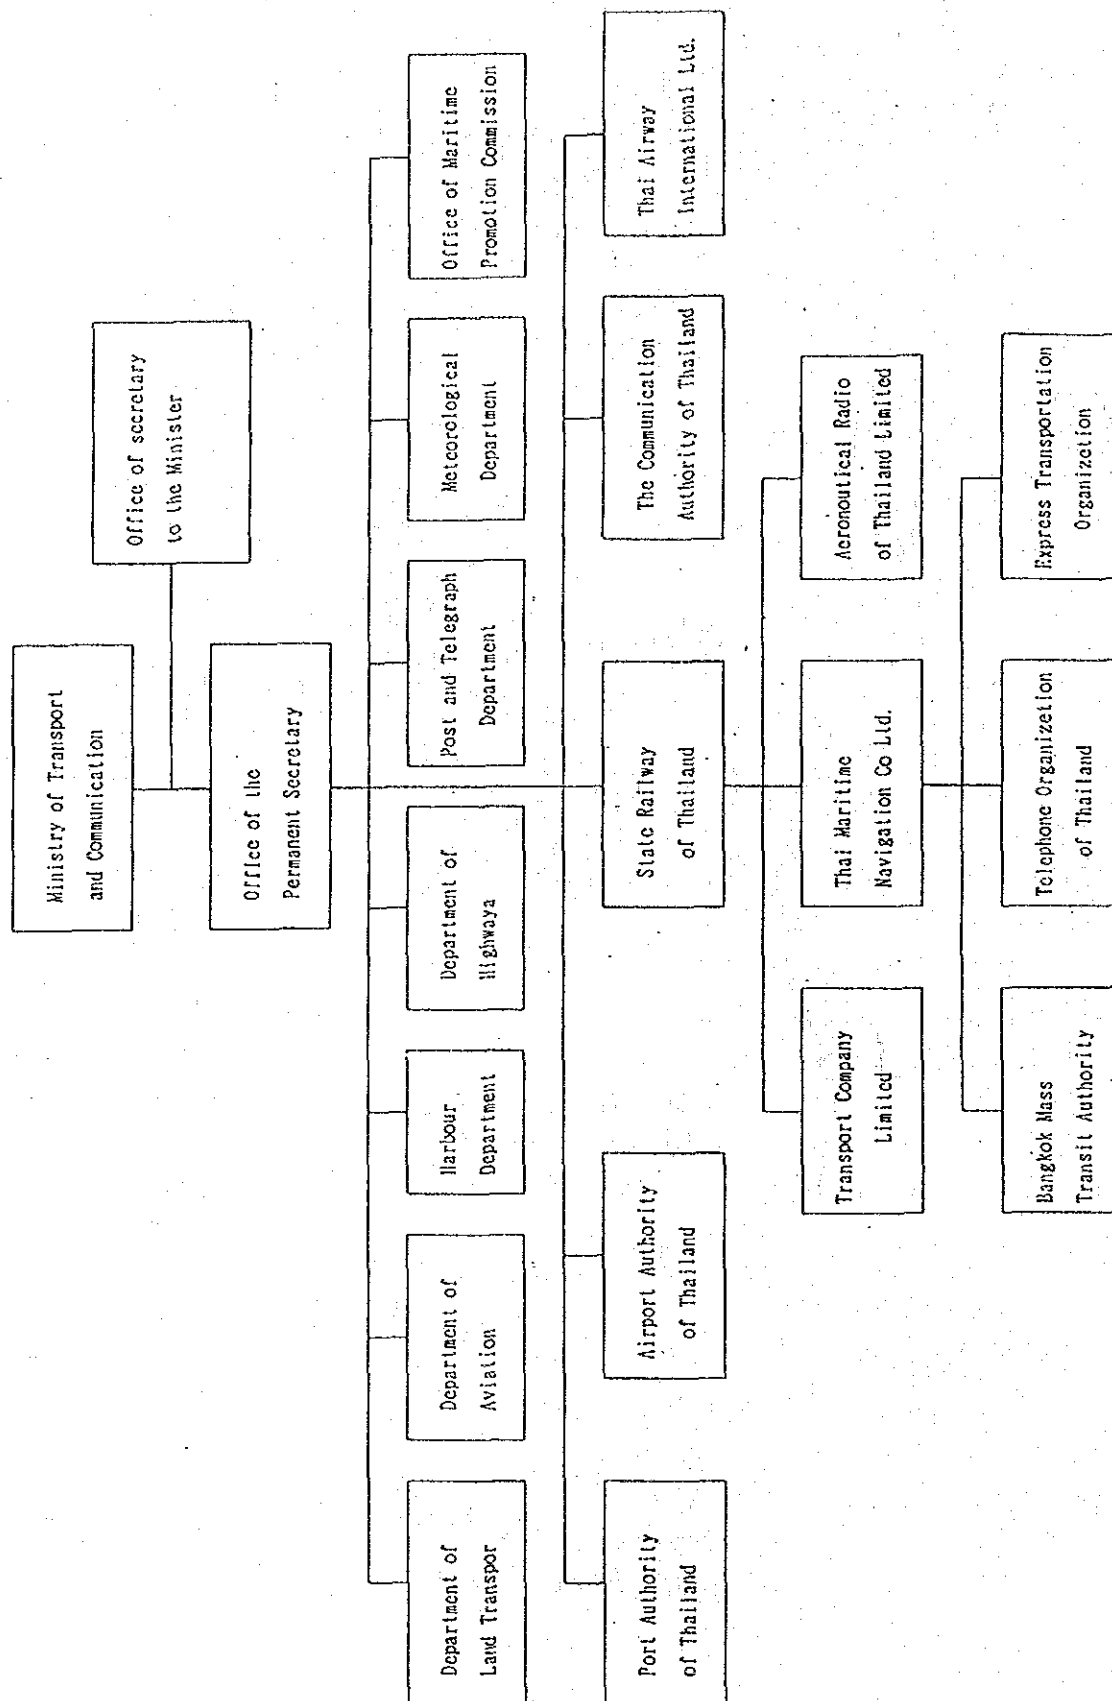 Ministry of Transport
and Communication
Office of secretary
to the Minister
Office of the
Permanent Secretary
Department of
Land Transpor
Department of
Aviation
Harbour
Department
Department of
Highwaya
Post and Telegraph
Department
Meteorological
Department
Office of Maritime
Promotion Commission
Port Authority
of Thailand
Airport Authority
of Thailand
State Railway
of Thailand
The Communication
Authority of Thailand
Thai Airway
International Ltd.
Transport Company
Limited
Thai Maritime
Navigation Co Ltd.
Aeronoutical Radio
of Thailand Limited
Bangkok Mass
Transit Authority
Telephone Organizetion
of Thailand
Express Transportation
Organizetion